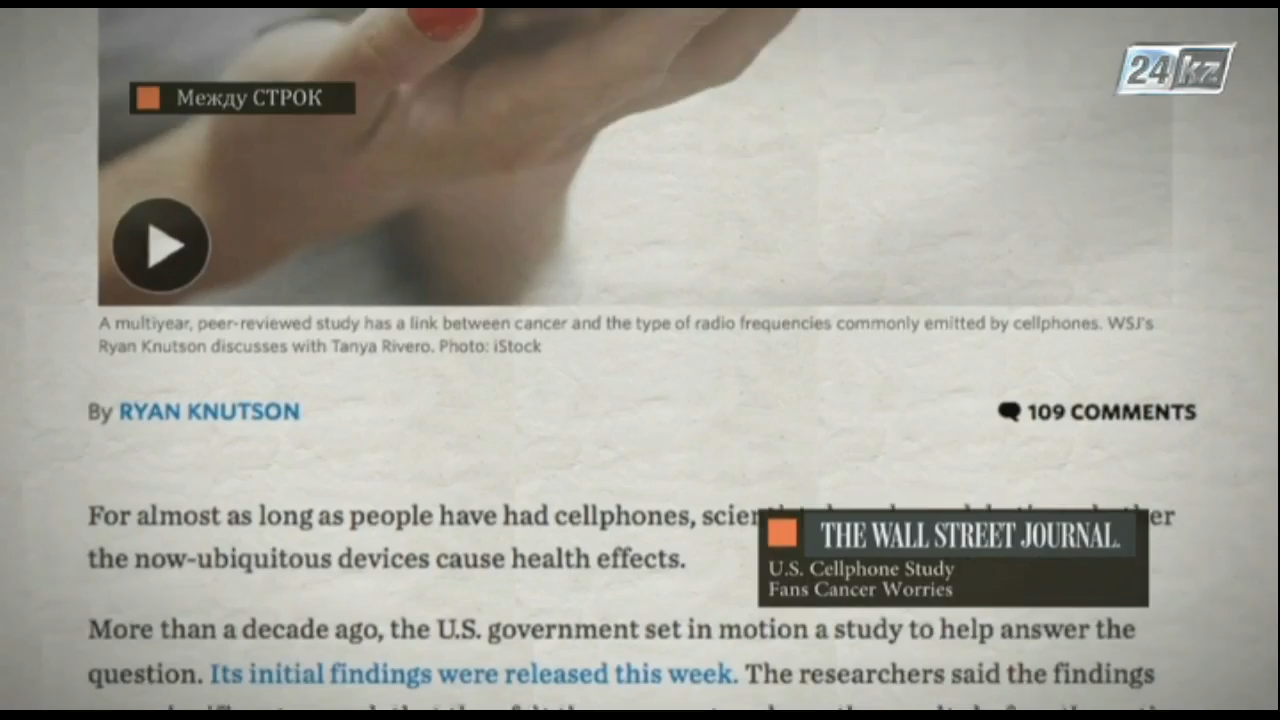 24 kz
Между СТРОК
A multiyear, peer-reviewed study has a link between cancer and the type of radio frequencies commonly emitted by cellphones. WSJ's
Ryan Knutson discusses with Tanya Rivero. Photo: iStock
By RYAN KNUTSON
109 COMMENTS
For almost as long as people have had cellphones,
the now-ubiquitous devices cause health effects.
THE WALL STREET JOURNAL.
U.S. Cellphone Study
Fans Cancer Worries
More than a decade ago, the U.S. government set in motion a study to help answer the
question. Its initial findings were released this week. The researchers said the findings